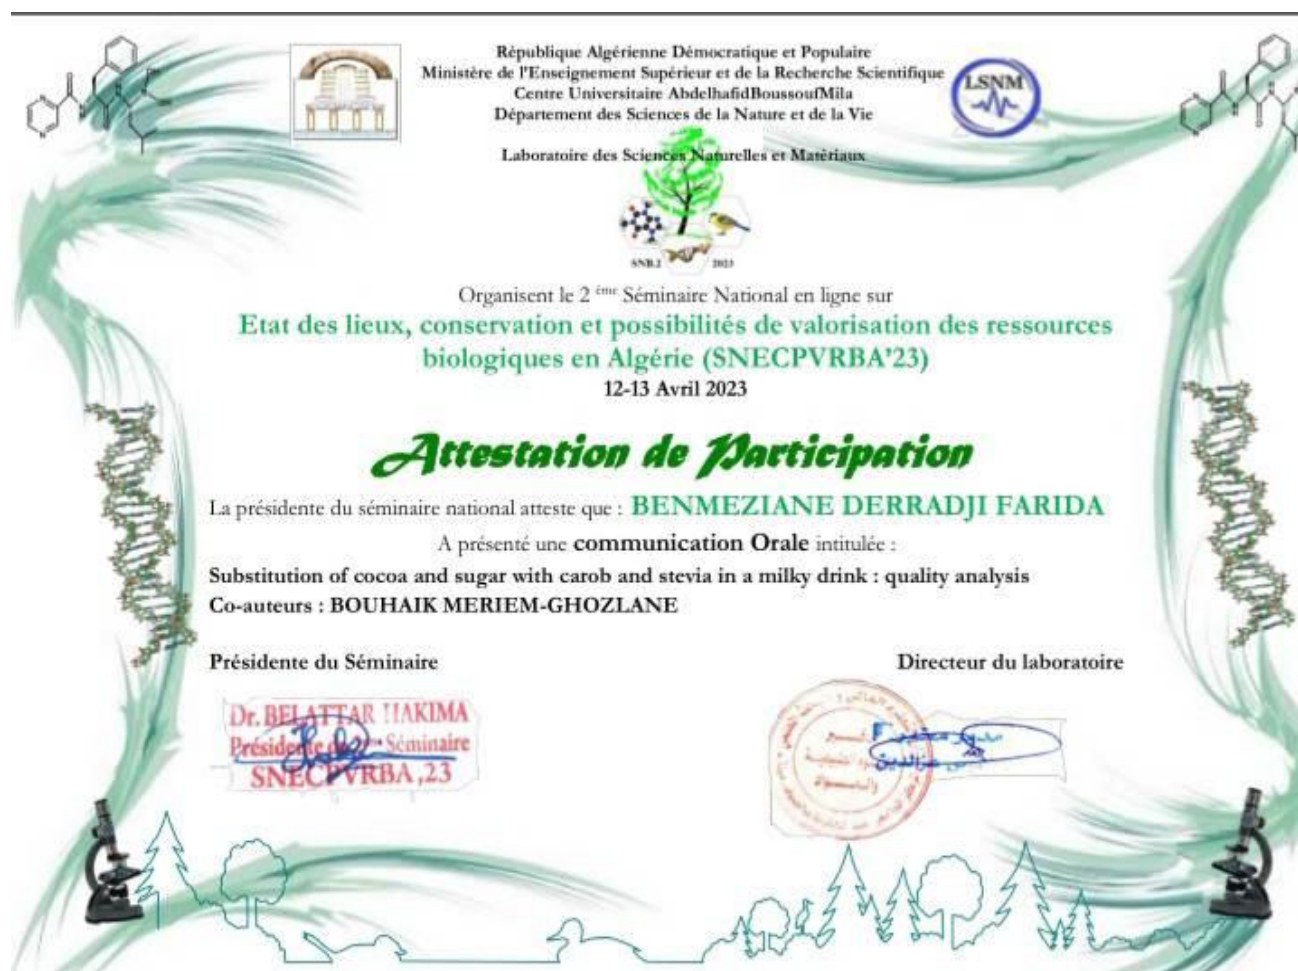 République Algérienne Démocratique et Populaire
Ministère de l'Enseignement Supérieur et de la Recherche Scientifique
Centre Universitaire AbdelhafidBoussoufMila
Département des Sciences de la Nature et de la Vie
LSNM
Laboratoire des Sciences Naturelles et Matériaux
SNB.2 2023
Organisent le 2 ème Séminaire National en ligne sur
Etat des lieux, conservation et possibilités de valorisation des ressources
biologiques en Algérie (SNECPVRBA'23)
12-13 Avril 2023
Attestation de Participation
La présidente du séminaire national atteste que : BENMEZIANE DERRADJI FARIDA
A présenté une communication Orale intitulée :
Substitution of cocoa and sugar with carob and stevia in a milky drink : quality analysis
Co-auteurs : BOUHAIK MERIEM-GHOZLANE
Présidente du Séminaire
Directeur du laboratoire
Dr. BELATTAR HAKIMA
Présidente du Séminaire
SNECPVRBA ,23